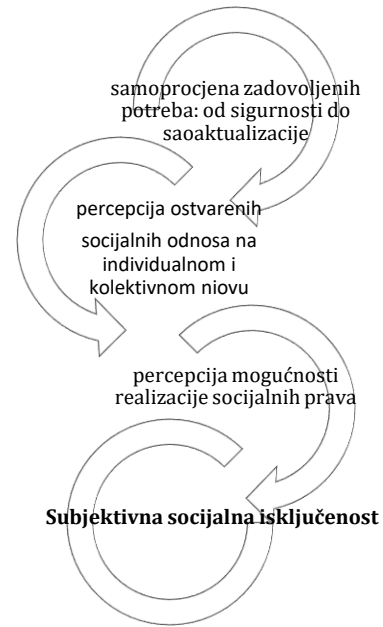 samoprocjena zadovoljenih
potreba: od sigurnosti do
saoaktualizacije
percepcija ostvarenih
socijalnih odnosa na
individualnom i
kolektivnom niovu
percepcija mogućnosti
realizacije socijalnih prava
Subjektivna socijalna isključenost